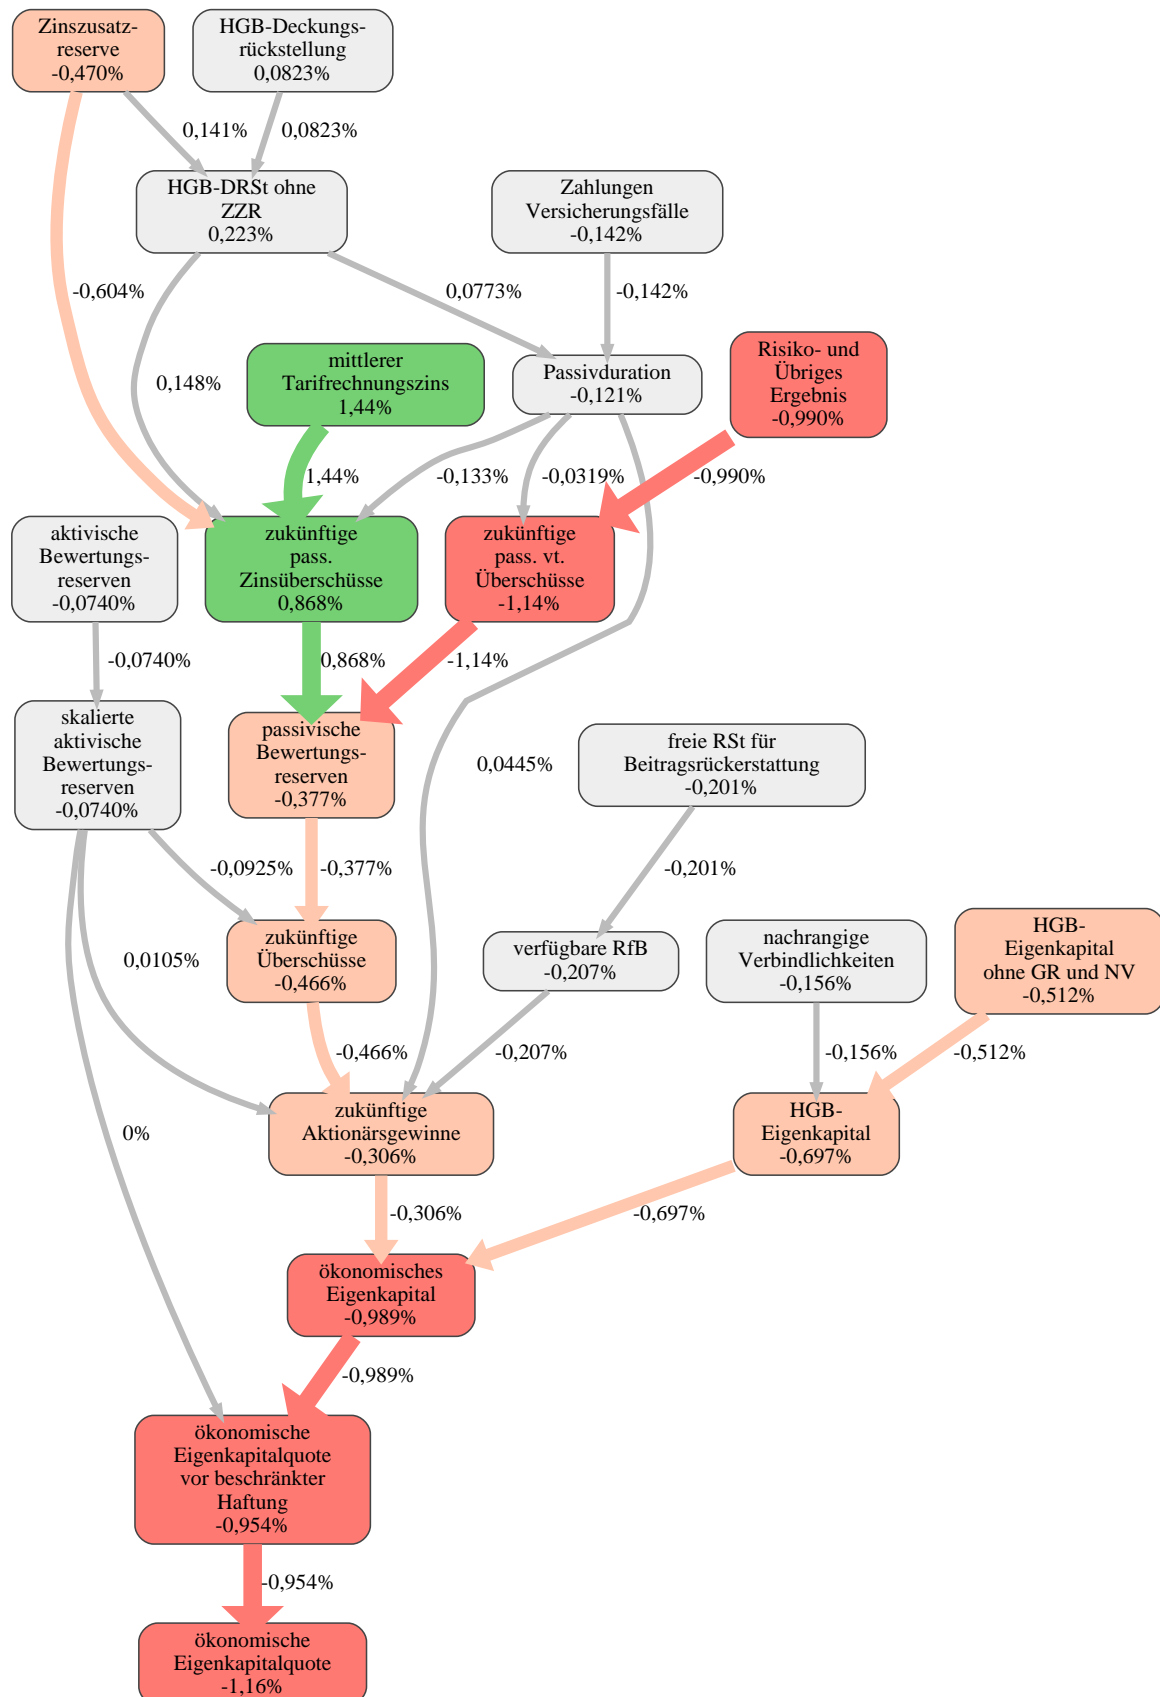 Zinszusatz-
reserve
-0,470%
HGB-Deckungs-
rückstellung
0,0823%
0,141%
0,0823%
HGB-DRSt ohne
ZZR
0,223%
Zahlungen
Versicherungsfälle
-0,142%
-0,604%
0,0773%
-0,142%
mittlerer
Tarifrechnungszins
1,44%
Passivduration
-0,121%
Risiko- und
Übriges
Ergebnis
-0,990%
0,148%
1,44%
-0,133%
-0,0319%
-0,990%
aktivische
Bewertungs-
reserven
-0,0740%
zukünftige
pass.
Zinsüberschüsse
0,868%
zukünftige
pass. vt.
Überschüsse
-1,14%
-0,0740%
0,868%
-1,14%
skalierte
aktivische
Bewertungs-
reserven
-0,0740%
passivische
Bewertungs-
reserven
-0,377%
0,0445%
freie RSt für
Beitragsrückerstattung
-0,201%
-0,0925%
-0,377%
-0,201%
zukünftige
Überschüsse
-0,466%
verfügbare RfB
-0,207%
nachrangige
Verbindlichkeiten
-0,156%
HGB-
Eigenkapital
ohne GR und NV
-0,512%
0,0105%
-0,466%
-0,207%
-0,156%
-0,512%
0%
zukünftige
Aktionärsgewinne
-0,306%
HGB-
Eigenkapital
-0,697%
-0,306%
-0,697%
ökonomisches
Eigenkapital
-0,989%
-0,989%
ökonomische
Eigenkapitalquote
vor beschränkter
Haftung
-0,954%
-0,954%
ökonomische
Eigenkapitalquote
-1,16%